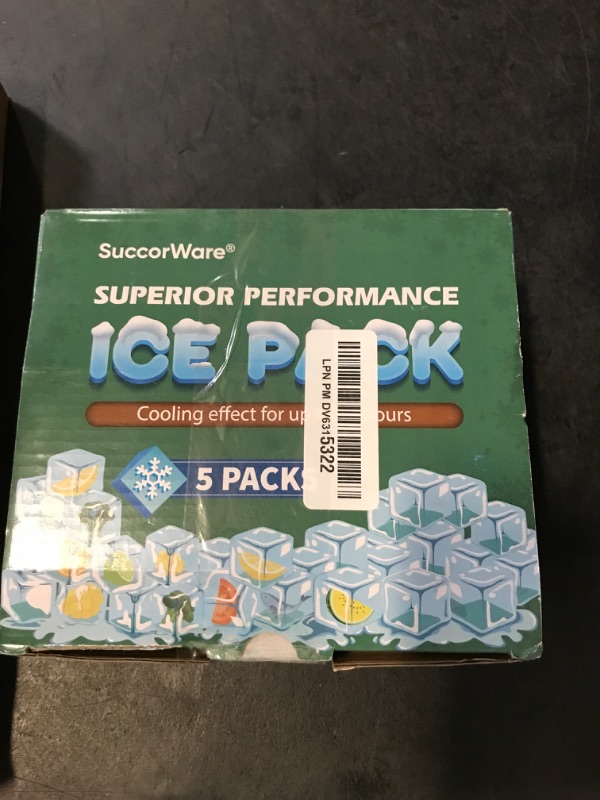 SuccorWare®
SUPERIOR PERFORMANCE
ICE PACK
Cooling effect for up ours
5 PACKS
LPN PM DV6315322